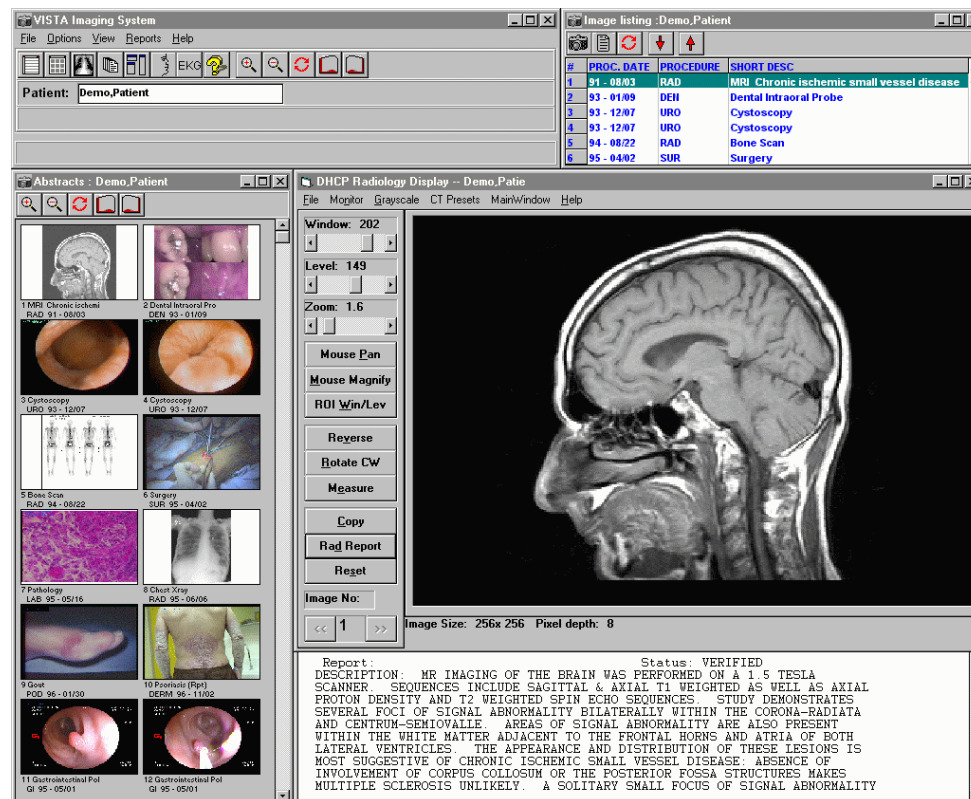 VISTA Imaging System
File Options View Reports Help
EKG
Patient: Demo,Patient
Image listing :Demo,Patient
# PROC. DATE PROCEDURE SHORT DESC
1 91 - 08/03 RAD MRI Chronic ischemic small vessel disease
2 93 - 01/09 DEN Dental Intraoral Probe
3 93 - 12/07 URO Cystoscopy
4 93 - 12/07 URO Cystoscopy
5 94 - 08/22 RAD Bone Scan
6 95 - 04/02 SUR Surgery
Abstracts : Demo,Patient
1 MRI Chronic ischemi
RAD 91 - 08/03
2 Dental Intraoral Pro
DEN 93 - 01/09
3 Cystoscopy
URO 93 - 12/07
4 Cystoscopy
URO 93 - 12/07
5 Bone Scan
RAD 94 - 08/22
6 Surgery
SUR 95 - 04/02
7 Pathology
LAB 95 - 05/16
8 Chest Xray
RAD 95 - 06/06
9 Gout
POD 96 - 01/30
10 Psoriasis (Rpt)
DERM 96 - 11/02
11 Gastrointestinal Pol
GI 95 - 05/01
12 Gastrointestinal Pol
GI 95 - 05/01
DHCP Radiology Display -- Demo,Patie
File Monitor Grayscale CT Presets MainWindow Help
Window: 202
Level: 149
Zoom: 1.6
Mouse Pan
Mouse Magnify
ROI Win/Lev
Reverse
Rotate CW
Measure
Copy
Rad Report
Reset
Image No:
<< 1 >>
Image Size: 256x 256 Pixel depth: 8
Report: Status: VERIFIED
DESCRIPTION: MR IMAGING OF THE BRAIN WAS PERFORMED ON A 1.5 TESLA
SCANNER. SEQUENCES INCLUDE SAGITTAL & AXIAL T1 WEIGHTED AS WELL AS AXIAL
PROTON DENSITY AND T2 WEIGHTED SPIN ECHO SEQUENCES. STUDY DEMONSTRATES
SEVERAL FOCI OF SIGNAL ABNORMALITY BILATERALLY WITHIN THE CORONA-RADIATA
AND CENTRUM-SEMIOVALLE. AREAS OF SIGNAL ABNORMALITY ARE ALSO PRESENT
WITHIN THE WHITE MATTER ADJACENT TO THE FRONTAL HORNS AND ATRIA OF BOTH
LATERAL VENTRICLES. THE APPEARANCE AND DISTRIBUTION OF THESE LESIONS IS
MOST SUGGESTIVE OF CHRONIC ISCHEMIC SMALL VESSEL DISEASE: ABSENCE OF
INVOLVEMENT OF CORPUS COLLOSUM OR THE POSTERIOR FOSSA STRUCTURES MAKES
MULTIPLE SCLEROSIS UNLIKELY. A SOLITARY SMALL FOCUS OF SIGNAL ABNORMALITY